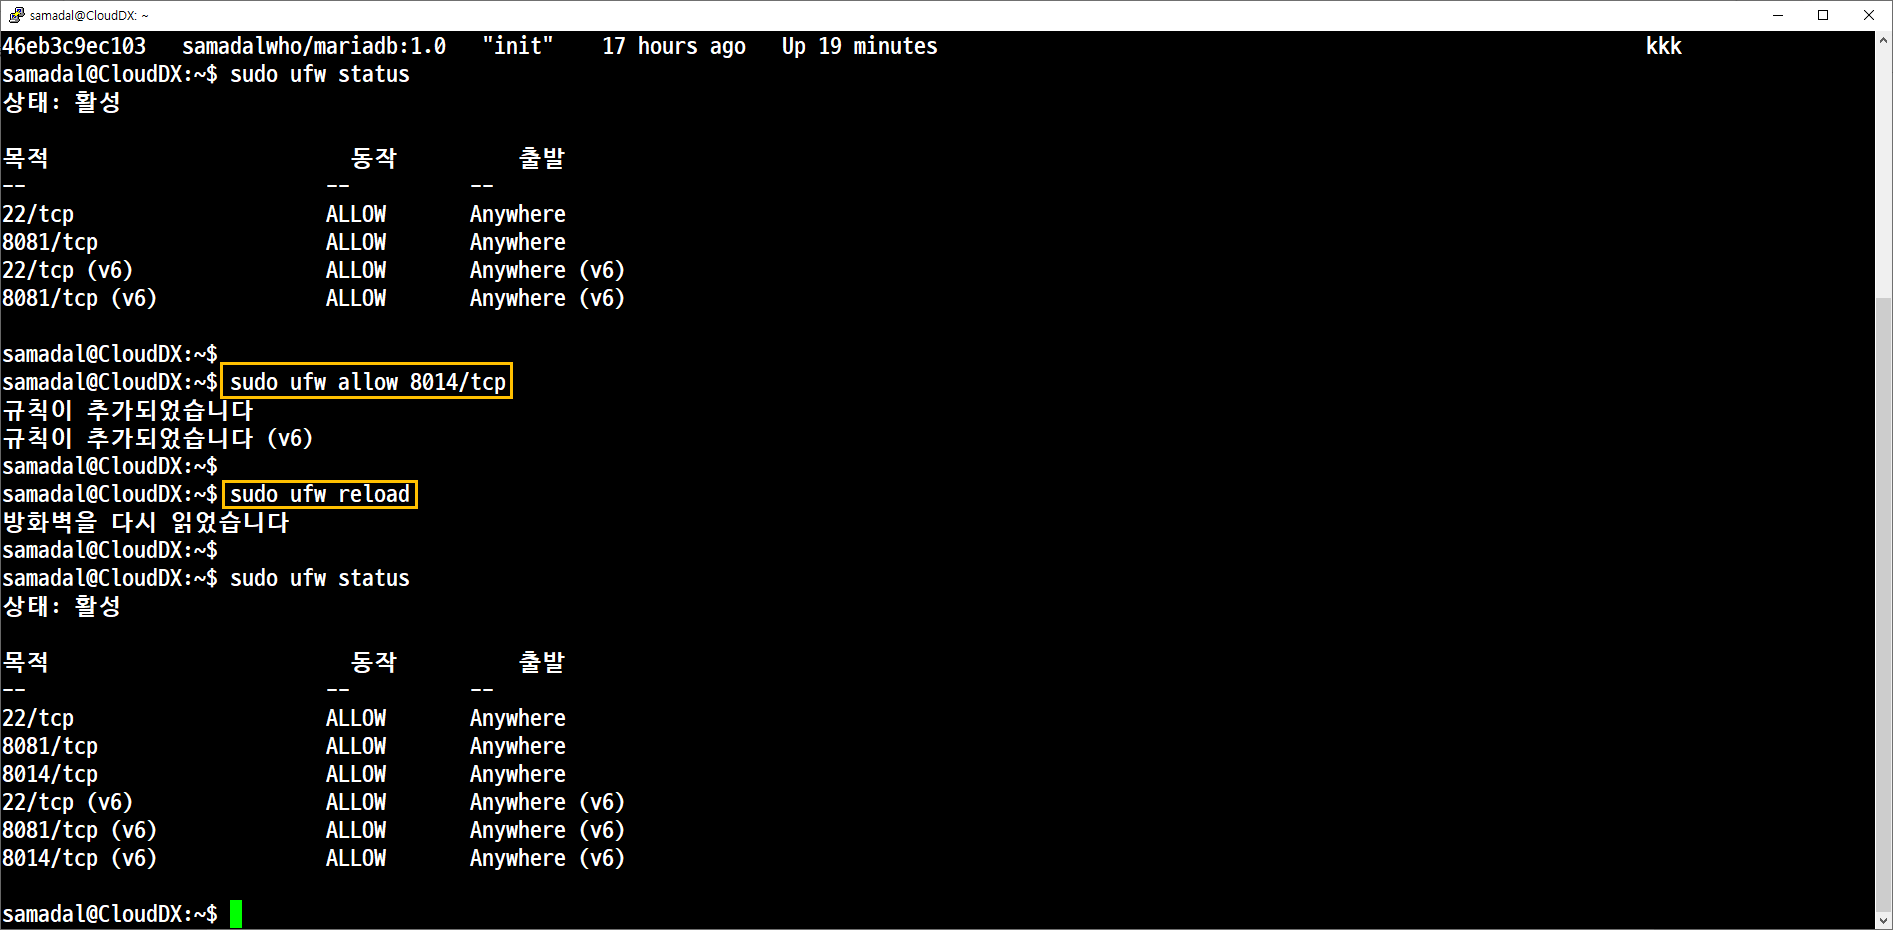 samadal@CloudDX: ~
46eb3c9ec103   samadalwho/mariadb:1.0   "init"    17 hours ago   Up 19 minutes   kkk
samadal@CloudDX:~$ sudo ufw status
상태: 활성
목적                         동작          출발
--                         --          --
22/tcp                     ALLOW       Anywhere
8081/tcp                   ALLOW       Anywhere
22/tcp (v6)                ALLOW       Anywhere (v6)
8081/tcp (v6)              ALLOW       Anywhere (v6)
samadal@CloudDX:~$
samadal@CloudDX:~$ sudo ufw allow 8014/tcp
규칙이 추가되었습니다
규칙이 추가되었습니다 (v6)
samadal@CloudDX:~$
samadal@CloudDX:~$ sudo ufw reload
방화벽을 다시 읽었습니다
samadal@CloudDX:~$
samadal@CloudDX:~$ sudo ufw status
상태: 활성
목적                         동작          출발
--                         --          --
22/tcp                     ALLOW       Anywhere
8081/tcp                   ALLOW       Anywhere
8014/tcp                   ALLOW       Anywhere
22/tcp (v6)                ALLOW       Anywhere (v6)
8081/tcp (v6)              ALLOW       Anywhere (v6)
8014/tcp (v6)              ALLOW       Anywhere (v6)
samadal@CloudDX:~$